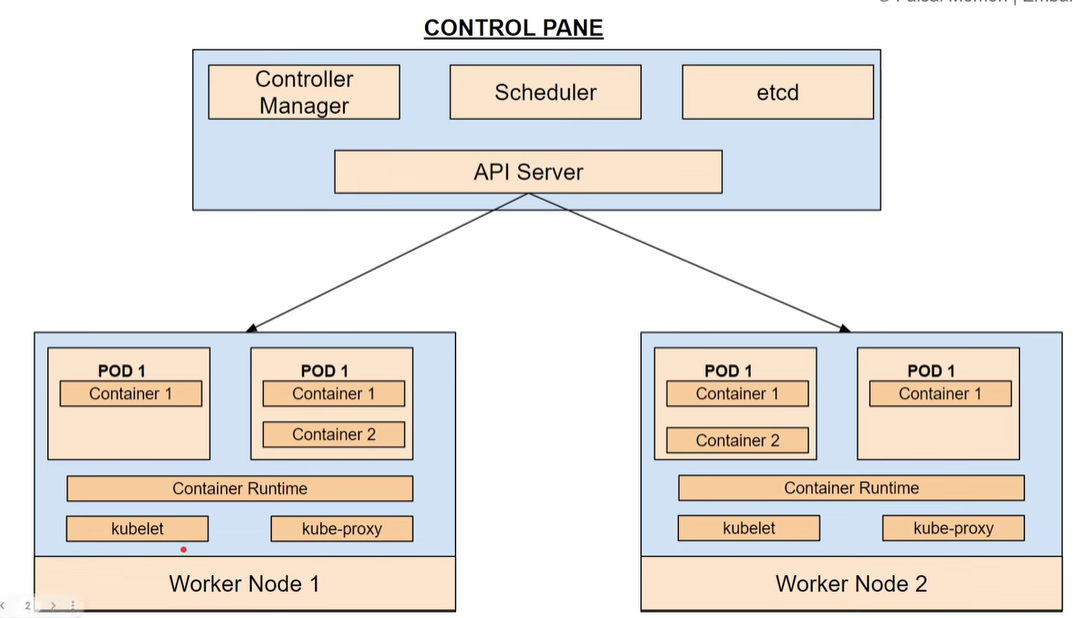 CONTROL PANE
Controller
Manager
Scheduler
etcd
API Server
POD 1
Container 1
POD 1
Container 1
Container 2
Container Runtime
kubelet
kube-proxy
Worker Node 1
POD 1
Container 1
Container 2
POD 1
Container 1
Container Runtime
kubelet
kube-proxy
Worker Node 2
2